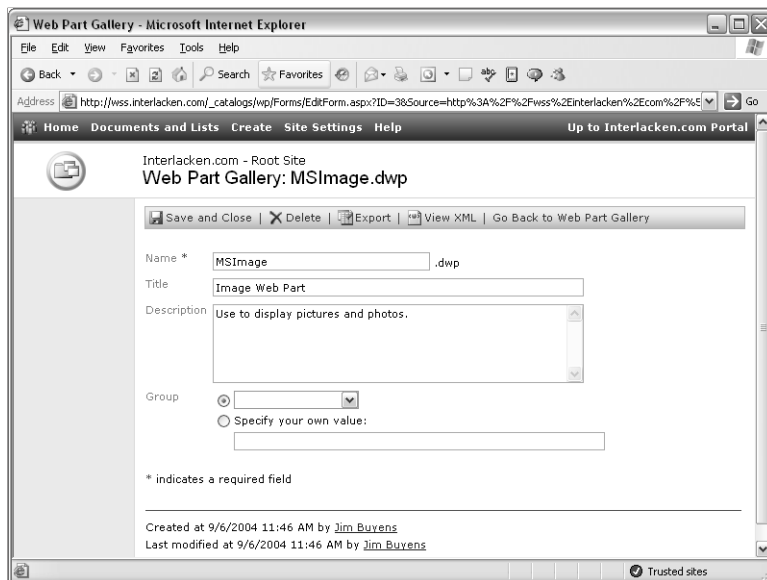 Web Part Gallery - Microsoft Internet Explorer
File Edit View Favorites Tools Help
Back Search Favorites
Address http://wss.interlacken.com/_catalogs/wp/Forms/EditForm.aspx?ID=3&Source=http%3A%2F%2Fwss%2Einterlacken%2Ecom%2F%5 Go
Home Documents and Lists Create Site Settings Help Up to Interlacken.com Portal
Interlacken.com - Root Site
Web Part Gallery: MSImage.dwp
Save and Close | Delete | Export | View XML | Go Back to Web Part Gallery
Name * MSImage .dwp
Title Image Web Part
Description Use to display pictures and photos.
Group
Specify your own value:
* indicates a required field
Created at 9/6/2004 11:46 AM by Jim Buyens
Last modified at 9/6/2004 11:46 AM by Jim Buyens
Trusted sites